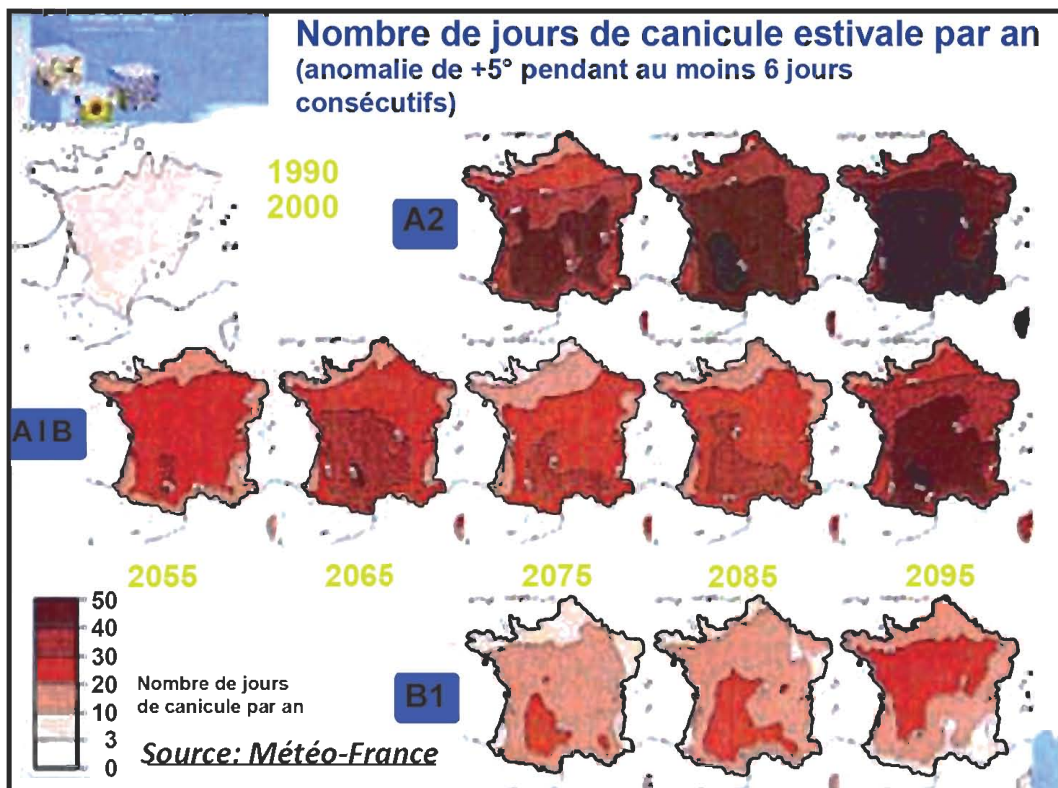 Nombre de jours de canicule estivale par an
(anomalie de +5° pendant au moins 6 jours
consécutifs)
1990
2000
A2
A1B
2055 2065 2075 2085 2095
50
40
30
20
10
3
0
Nombre de jours
de canicule par an
B1
Source: Météo-France